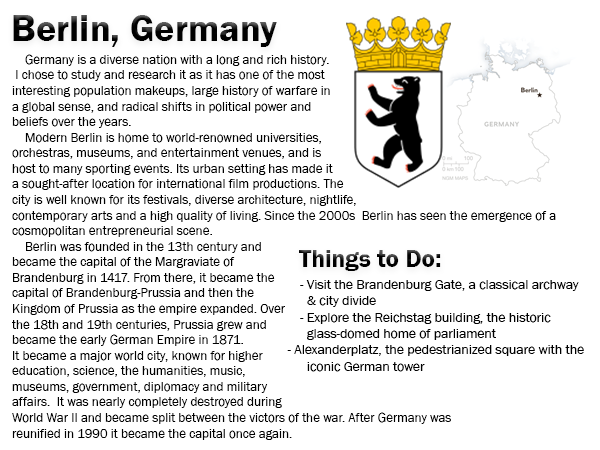 Berlin, Germany
Germany is a diverse nation with a long and rich history.
I chose to study and research it as it has one of the most
interesting population makeups, large history of warfare in
a global sense, and radical shifts in political power and
beliefs over the years.
Modern Berlin is home to world-renowned universities,
orchestras, museums, and entertainment venues, and is
host to many sporting events. Its urban setting has made it
a sought-after location for international film productions. The
city is well known for its festivals, diverse architecture, nightlife,
contemporary arts and a high quality of living. Since the 2000s Berlin has seen the emergence of a
cosmopolitan entrepreneurial scene.
Berlin was founded in the 13th century and
became the capital of the Margraviate of
Brandenburg in 1417. From there, it became the
capital of Brandenburg-Prussia and then the
Kingdom of Prussia as the empire expanded. Over
the 18th and 19th centuries, Prussia grew and
became the early German Empire in 1871.
It became a major world city, known for higher
education, science, the humanities, music,
museums, government, diplomacy and military
affairs. It was nearly completely destroyed during
World War II and became split between the victors of the war. After Germany was
reunified in 1990 it became the capital once again.
Berlin
GERMANY
100
Things to Do:
- Visit the Brandenburg Gate, a classical archway
& city divide
- Explore the Reichstag building, the historic
glass-domed home of parliament
- Alexanderplatz, the pedestrianized square with the
iconic German tower